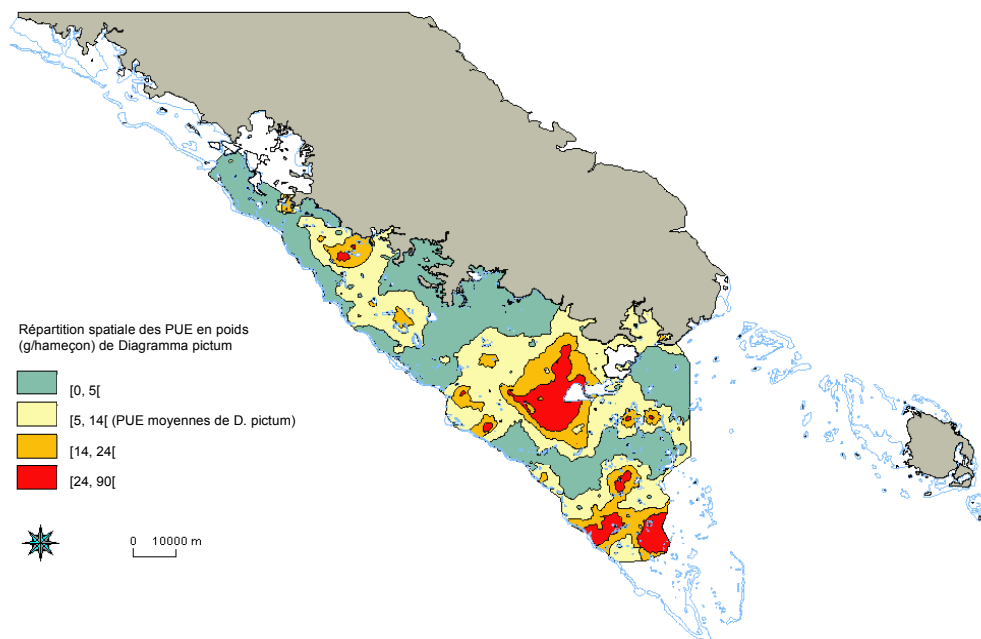 Répartition spatiale des PUE en poids
(g/hameçon) de Diagramma pictum
[0, 5[
[5, 14[ (PUE moyennes de D. pictum)
[14, 24[
[24, 90[
0 10000 m